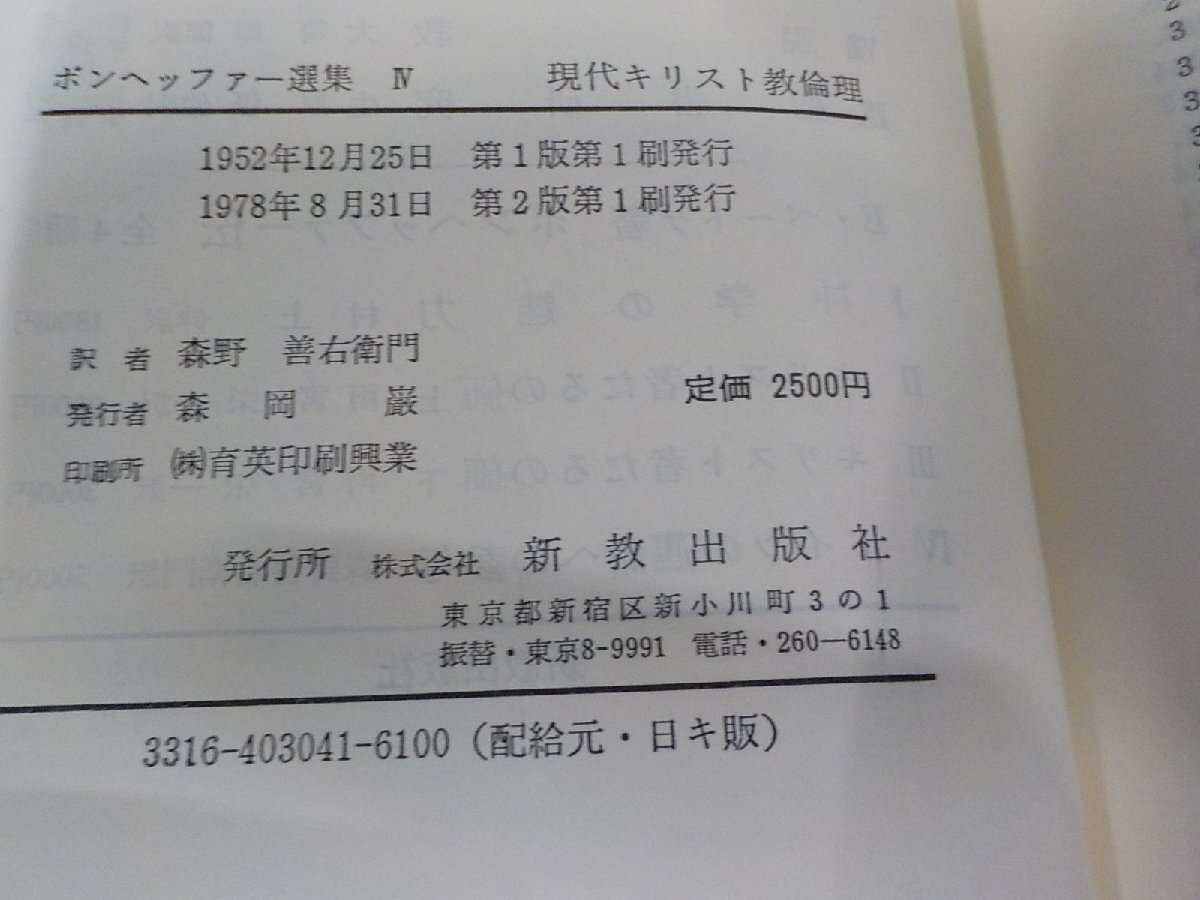 ボンヘッファー選集 Ⅳ 現代キリスト教倫理
1952年12月25日 第1版第1刷発行
1978年8月31日 第2版第1刷発行
訳者 森野 善右衛門
発行者 森岡巌
定価 2500円
印刷所 ㈱育英印刷興業
発行所 株式会社 新教出版社
東京都新宿区新小川町3の1
振替・東京8-9991 電話・260―6148
3316-403041-6100（配給元・日キ販）